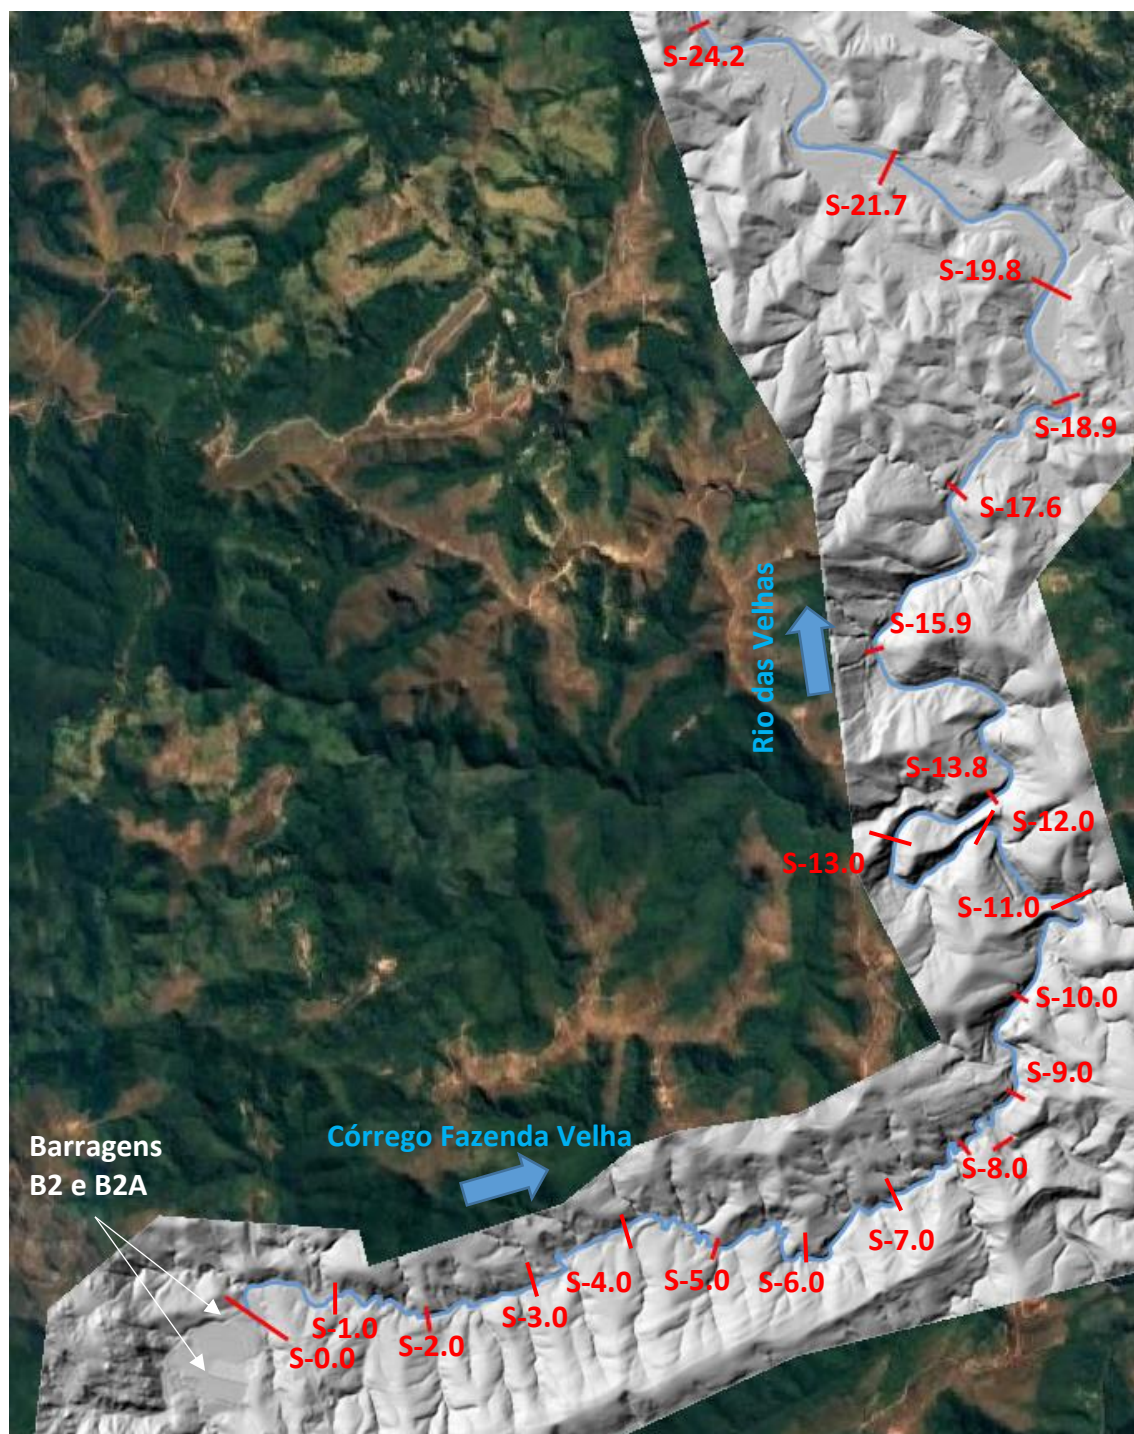 S-24.2
S-21.7
S-19.8
S-18.9
S-17.6
Rio das Velhas
S-15.9
S-13.8
S-12.0
S-13.0
S-11.0
S-10.0
S-9.0
Córrego Fazenda Velha
Barragens
B2 e B2A
S-8.0
S-7.0
S-6.0
S-5.0
S-4.0
S-3.0
S-2.0
S-1.0
S-0.0